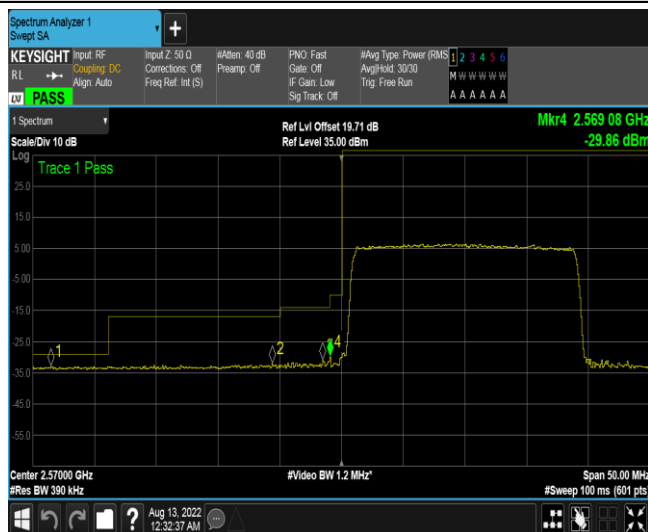 Spectrum Analyzer 1
Swept SA
+
KEYSIGHT
RL
LXI PASS
Input: RF
Coupling: DC
Align: Auto
Input Z: 50 Ω
Corrections: Off
Freq Ref: Int (S)
#Atten: 40 dB
Preamp: Off
PNO: Fast
Gate: Off
IF Gain: Low
Sig Track: Off
#Avg Type: Power (RMS
Avg|Hold: 30/30
Trig: Free Run
1 2 3 4 5 6
M W W W W W
A A A A A A
1 Spectrum
Scale/Div 10 dB
Ref Lvl Offset 19.71 dB
Ref Level 35.00 dBm
Mkr4 2.569 08 GHz
-29.86 dBm
Log
Trace 1 Pass
25.0
15.0
5.00
-5.00
-15.0
-25.0
-35.0
-45.0
-55.0
1
2
4
Center 2.57000 GHz
#Res BW 390 kHz
#Video BW 1.2 MHz*
Span 50.00 MHz
#Sweep 100 ms (601 pts)
?
Aug 13, 2022
12:32:37 AM